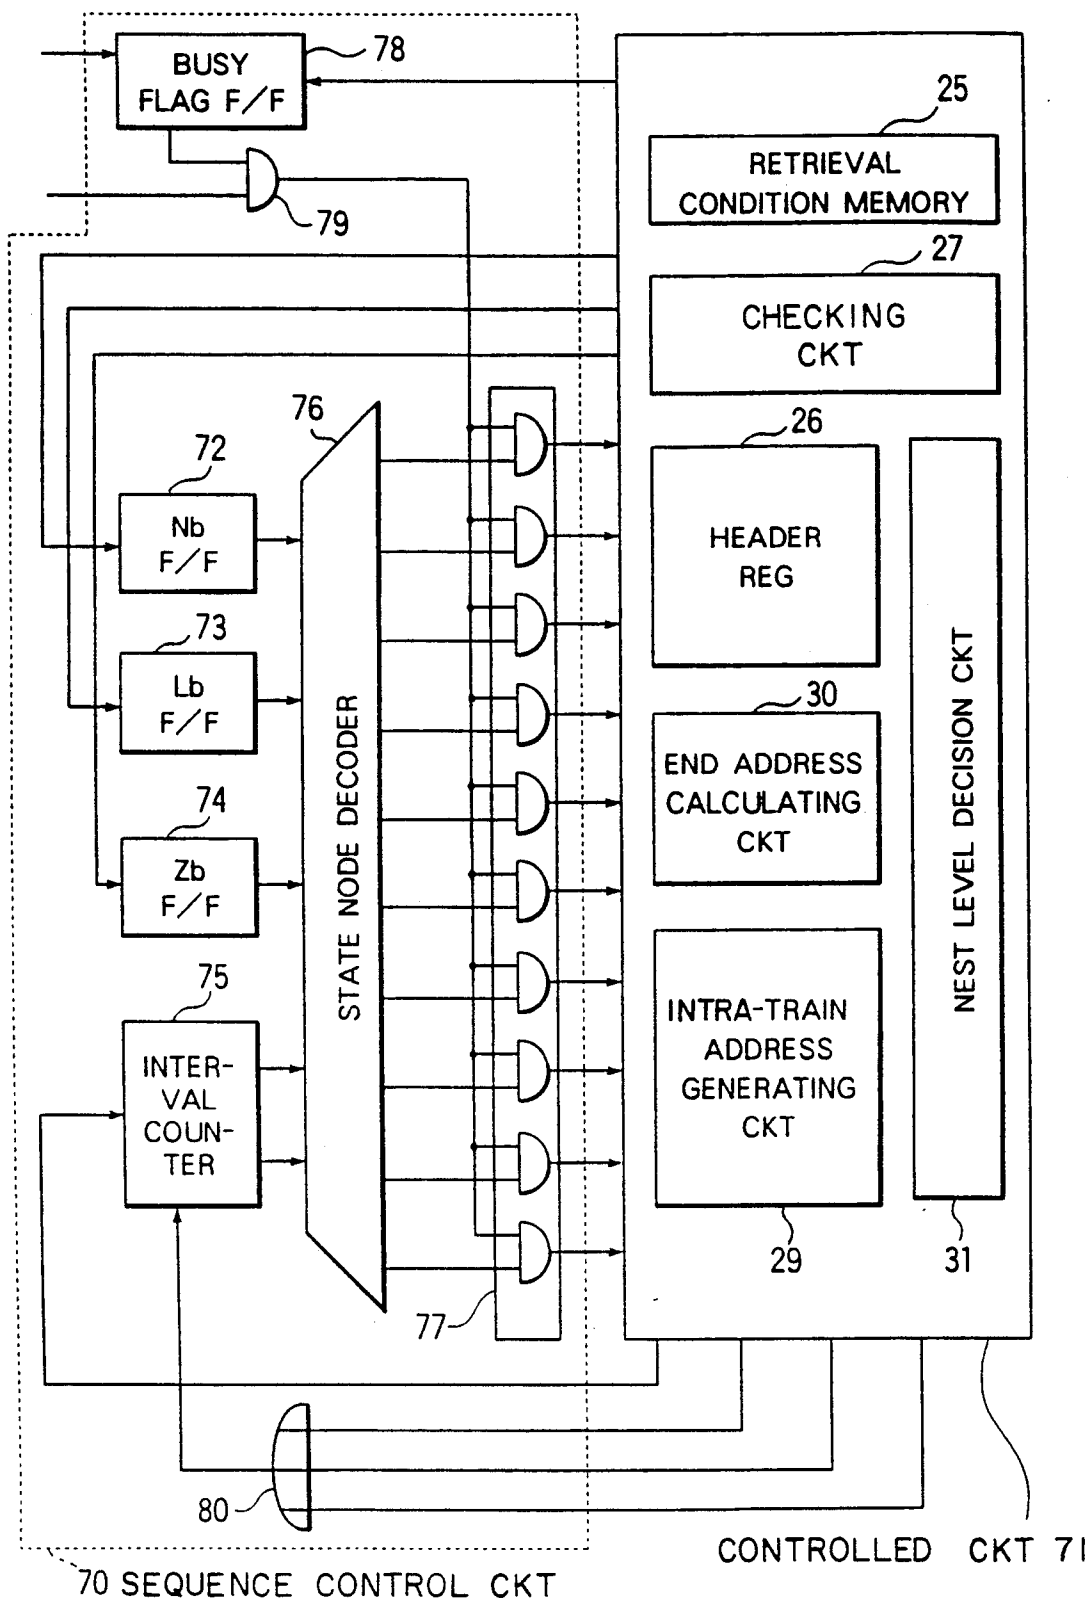 78
BUSY
FLAG F/F
79
25
RETRIEVAL
CONDITION MEMORY
27
CHECKING
CKT
76
26
72
Nb
F/F
HEADER
REG
73
Lb
F/F
STATE NODE DECODER
NEST LEVEL DECISION CKT
30
END ADDRESS
CALCULATING
CKT
74
Zb
F/F
75
INTER-
VAL
COUN-
TER
INTRA-TRAIN
ADDRESS
GENERATING
CKT
77
29
31
80
CONTROLLED CKT 71
70 SEQUENCE CONTROL CKT